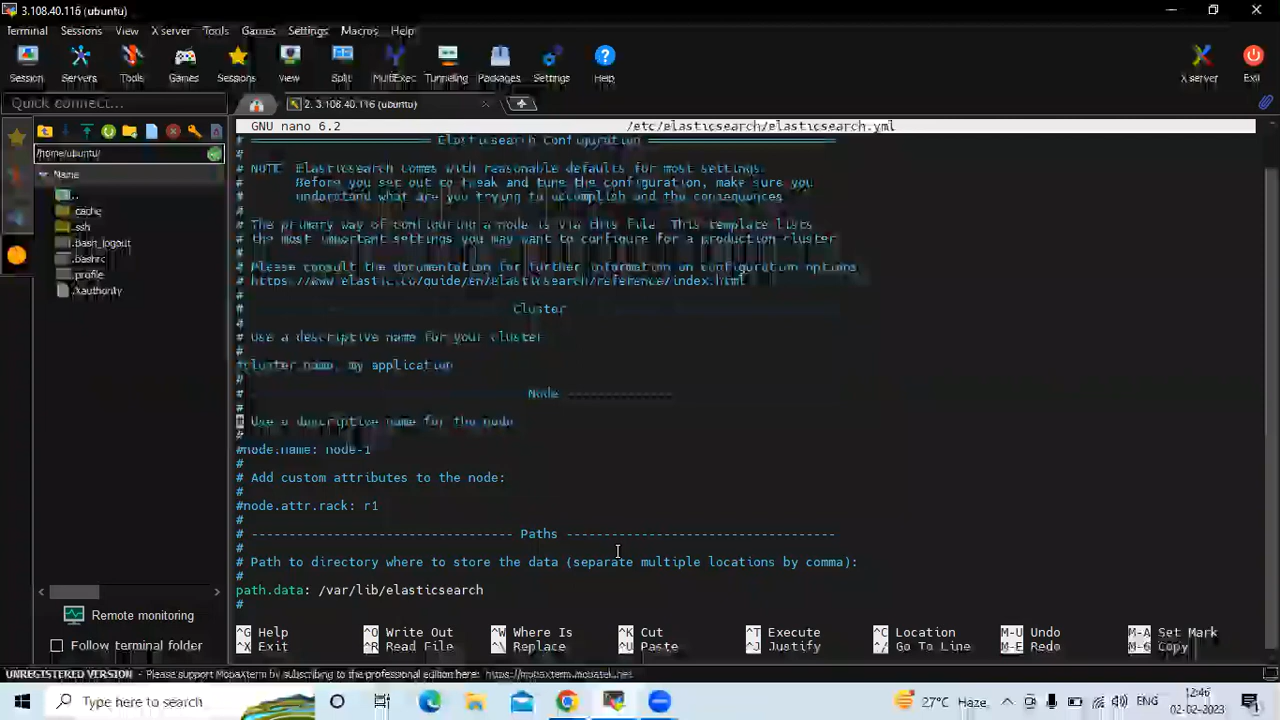 3.108.40.116 (ubuntu)
Terminal Sessions View X server Tools Games Settings Macros Help
Session Servers Tools Games Sessions View Split MultiExec Tunneling Packages Settings Help X server Exit
Quick connect...
2. 3.108.40.116 (ubuntu)
GNU nano 6.2 /etc/elasticsearch/elasticsearch.yml
/home/ubuntu/
Name
..
.cache
.ssh
.bash_logout
.bashrc
.profile
.Xauthority
# Elasticsearch Configuration
#
# NOTE Elasticsearch comes with reasonable defaults for most settings.
# Before you set out to tweak and tune the configuration, make sure you
# understand what are you trying to accomplish and the consequences
#
# The primary way of configuring a node is via this file. This template lists
# the most important settings you may want to configure for a production cluster
#
# Please consult the documentation for further information on configuration options
# https://www.elastic.co/guide/en/elasticsearch/reference/index.html
#
# Cluster
#
# Use a descriptive name for your cluster
#
#cluster.name: my application
#
# Node --------------
#
# Use a descriptive name for the node
#
#node.name: node-1
#
# Add custom attributes to the node:
#
#node.attr.rack: r1
#
# ---------------------------------- Paths ------------------------------------
#
# Path to directory where to store the data (separate multiple locations by comma):
#
path.data: /var/lib/elasticsearch
#
Remote monitoring
Follow terminal folder
^G Help ^O Write Out ^W Where Is ^K Cut ^T Execute ^C Location M-U Undo M-A Set Mark
^X Exit ^R Read File ^\ Replace ^U Paste ^J Justify ^/ Go To Line M-E Redo M-6 Copy
UNREGISTERED VERSION - Please support MobaXterm by subscribing to the professional edition here: https://mobaxterm.mobatek.net
Type here to search
27°C Haze
ENG
12:46
02-02-2023
1